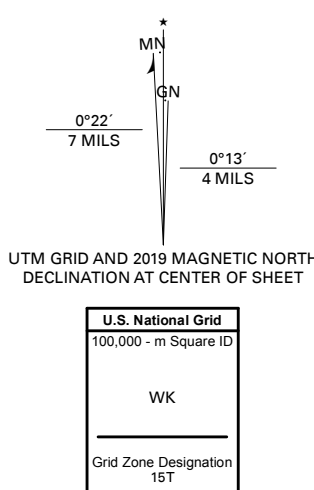 ★
MN
GN
0°22´
7 MILS
0°13´
4 MILS
UTM GRID AND 2019 MAGNETIC NORTH
DECLINATION AT CENTER OF SHEET
U.S. National Grid
100,000 - m Square ID
WK
Grid Zone Designation
15T